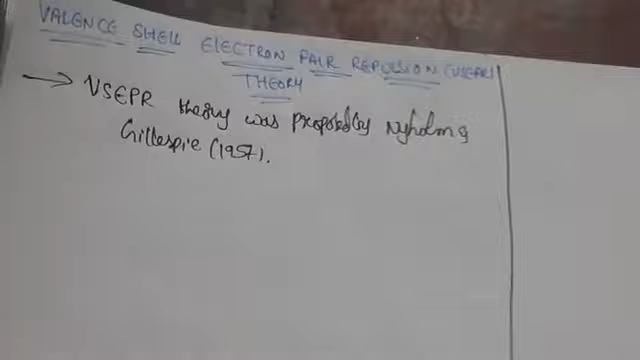 VALENCE SHELL ELECTRON PAIR REPULSION (VSEPR)
THEORY
→ VSEPR theory was proposed by Nyholm &
Gillespie (1957).